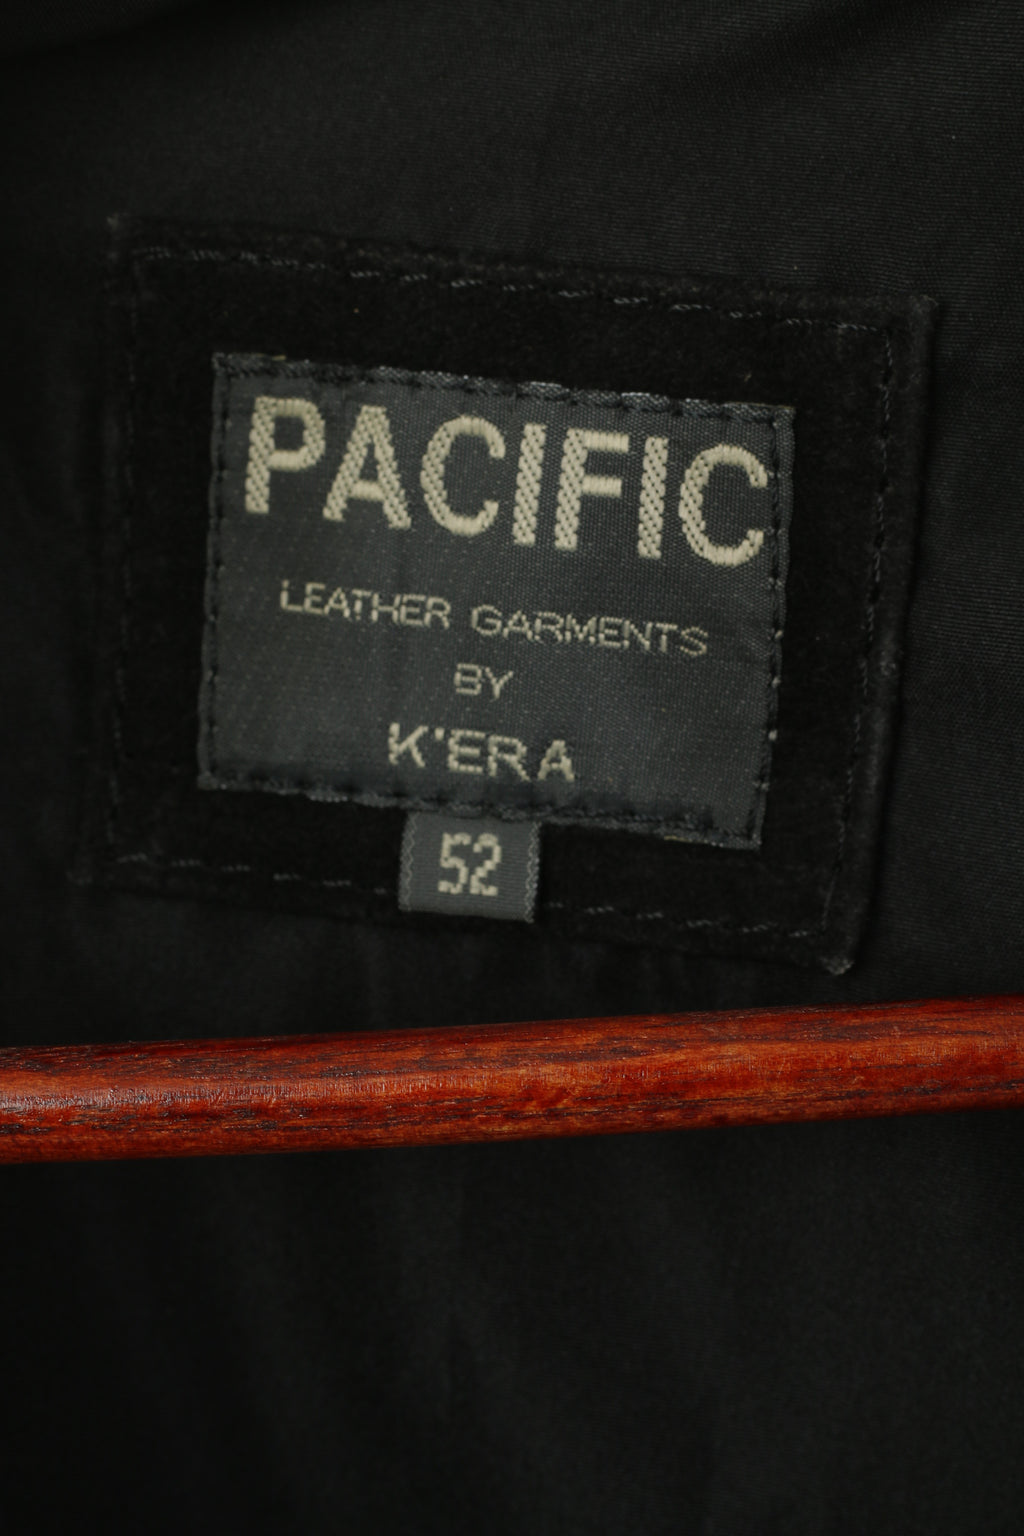 PACIFIC
LEATHER GARMENTS
BY
K'ERA
52